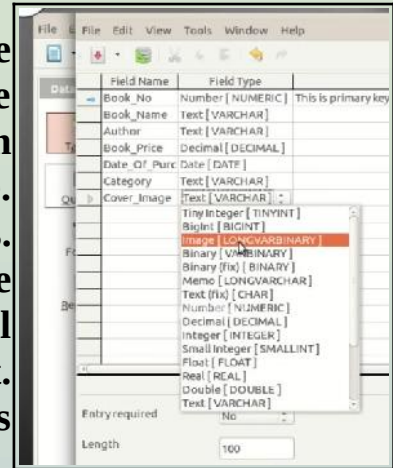 File Edit View Tools Window Help
File
Field Name Field Type
Book_No Number [ NUMERIC ] This is primary key
Book_Name Text [ VARCHAR ]
Author Text [ VARCHAR ]
Book_Price Decimal [ DECIMAL ]
Date_Of_Purc Date [ DATE ]
Category Text [ VARCHAR ]
Cover_Image Text [ VARCHAR ]
Tiny Integer [ TINYINT ]
BigInt [ BIGINT ]
Image [ LONGVARBINARY ]
Binary [ VARBINARY ]
Binary (fix) [ BINARY ]
Memo [ LONGVARCHAR ]
Text (fix) [ CHAR ]
Number [ NUMERIC ]
Decimal [ DECIMAL ]
Integer [ INTEGER ]
Small Integer [ SMALLINT ]
Float [ FLOAT ]
Real [ REAL ]
Double [ DOUBLE ]
Text [ VARCHAR ]
Entry required No
Length 100